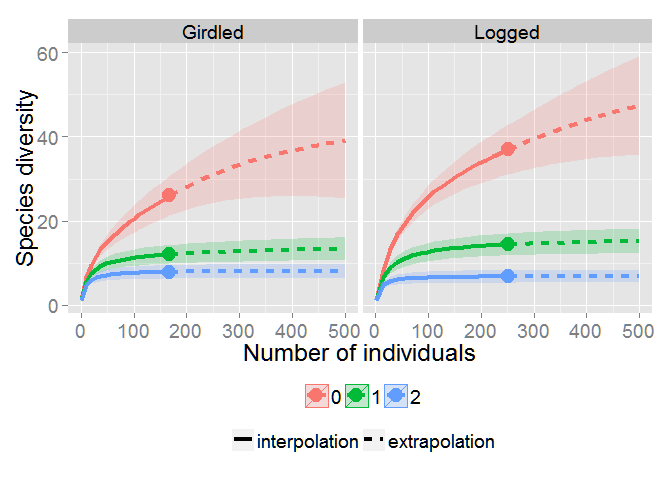 Girdled Logged
Species diversity
60
40
20
0
0 100 200 300 400 500 0 100 200 300 400 500
Number of individuals
0 1 2
interpolation extrapolation